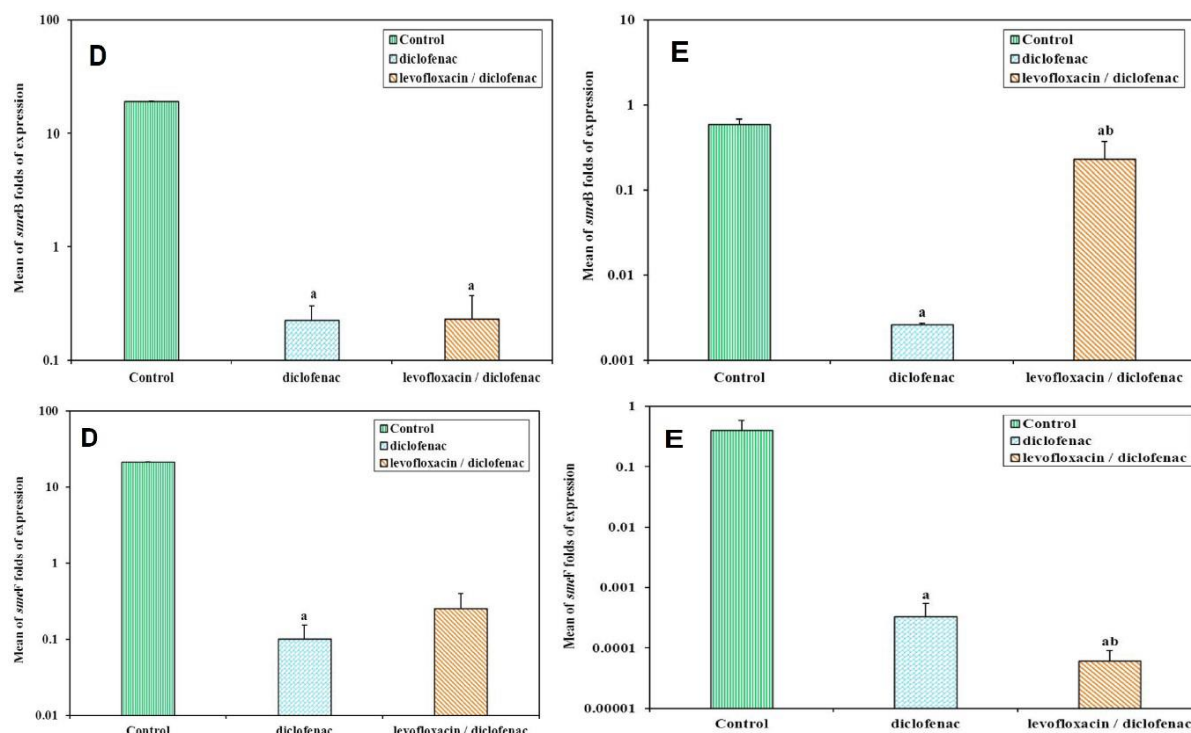 D
Mean of smeB folds of expression
100
10
1
0.1
Control
diclofenac
levofloxacin / diclofenac
a
a
Control
diclofenac
levofloxacin / diclofenac
E
Mean of smeB folds of expression
10
1
0.1
0.001
0.001
Control
diclofenac
levofloxacin / diclofenac
a
ab
Control
diclofenac
levofloxacin / diclofenac
D
Mean of smeF folds of expression
100
10
1
0.1
0.01
Control
diclofenac
levofloxacin / diclofenac
a
Control
diclofenac
levofloxacin / diclofenac
E
Mean of smeF folds of expression
1
0.1
0.01
0.001
0.0001
0.00001
Control
diclofenac
levofloxacin / diclofenac
a
ab
Control
diclofenac
levofloxacin / diclofenac